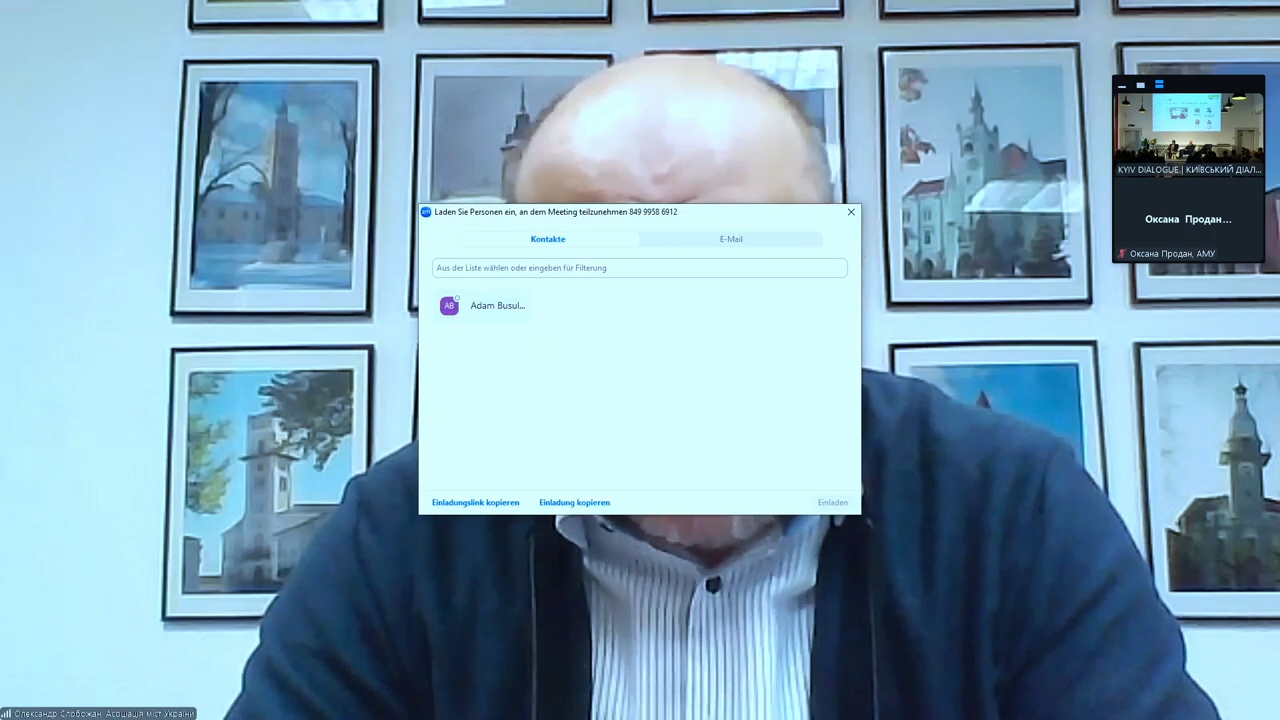 zm Laden Sie Personen ein, an dem Meeting teilzunehmen 849 9958 6912
Kontakte
E-Mail
Aus der Liste wählen oder eingeben für Filterung
AB
Adam Busul...
Einladungslink kopieren
Einladung kopieren
Einladen
KYIV DIALOGUE | КИЇВСЬКИЙ ДІАЛ...
Оксана Продан...
Оксана Продан, АМУ
Олександр Слобожан, Асоціація міст України